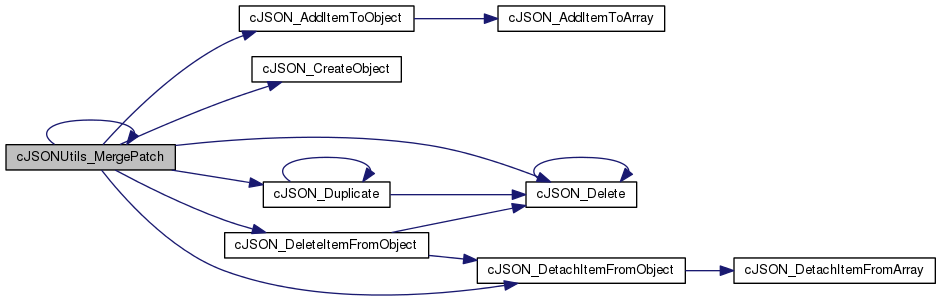 cJSON_AddItemToObject
cJSON_AddItemToArray
cJSON_CreateObject
cJSONUtils_MergePatch
cJSON_Duplicate
cJSON_Delete
cJSON_DeleteItemFromObject
cJSON_DetachItemFromObject
cJSON_DetachItemFromArray